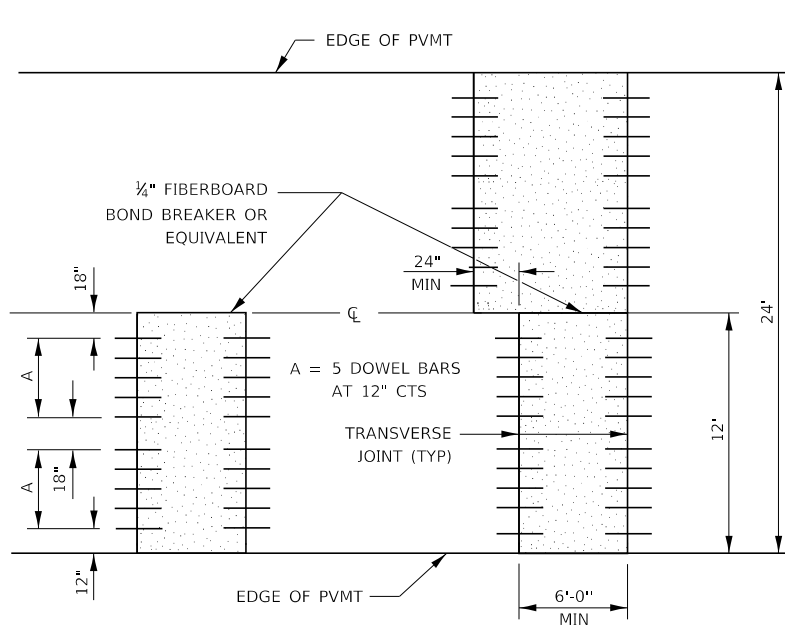 EDGE OF PVMT
¼" FIBERBOARD
BOND BREAKER OR
EQUIVALENT
24"
MIN
18"
℄
24'
A = 5 DOWEL BARS
AT 12" CTS
A
12'
TRANSVERSE
JOINT (TYP)
A
18"
12"
EDGE OF PVMT
6'-0"
MIN